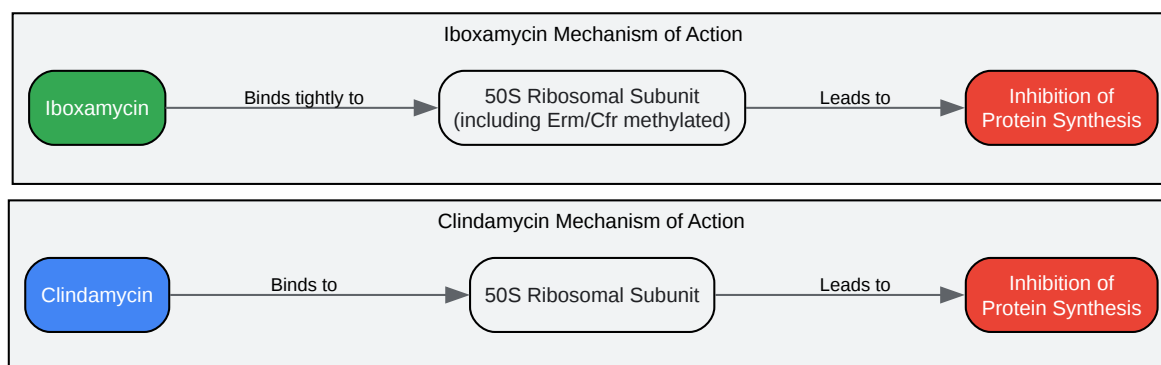 Iboxamycin Mechanism of Action
Iboxamycin
Binds tightly to
50S Ribosomal Subunit
(including Erm/Cfr methylated)
Leads to
Inhibition of
Protein Synthesis
Clindamycin Mechanism of Action
Clindamycin
Binds to
50S Ribosomal Subunit
Leads to
Inhibition of
Protein Synthesis